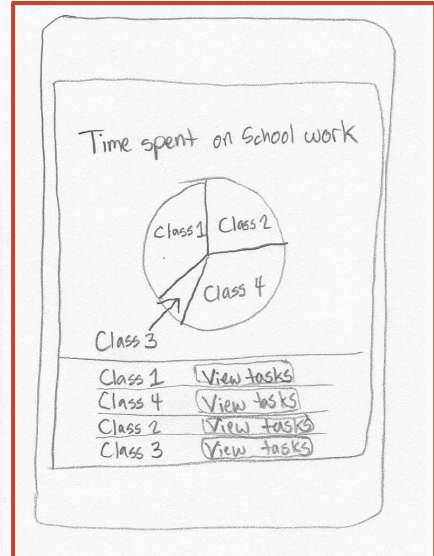 Time spent on School work
Class 1
Class 2
Class 4
Class 3
Class 1 View tasks
Class 4 View tasks
Class 2 View tasks
Class 3 View tasks